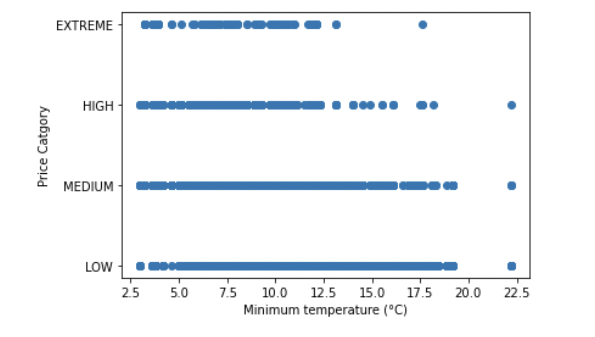 EXTREME
HIGH
MEDIUM
LOW
Price Catgory
2.5 5.0 7.5 10.0 12.5 15.0 17.5 20.0 22.5
Minimum temperature (°C)